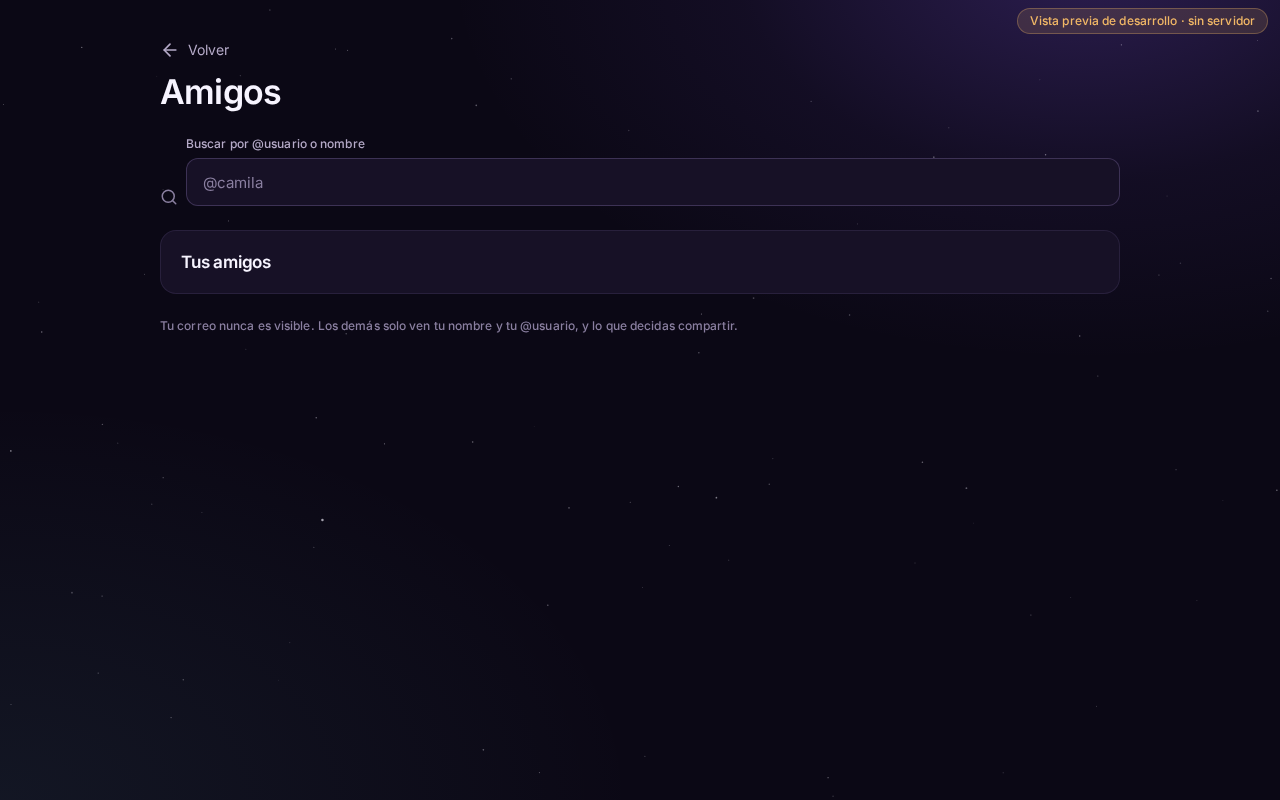 Vista previa de desarrollo · sin servidor
Volver
Amigos
Buscar por @usuario o nombre
@camila
Tus amigos
Tu correo nunca es visible. Los demás solo ven tu nombre y tu @usuario, y lo que decidas compartir.